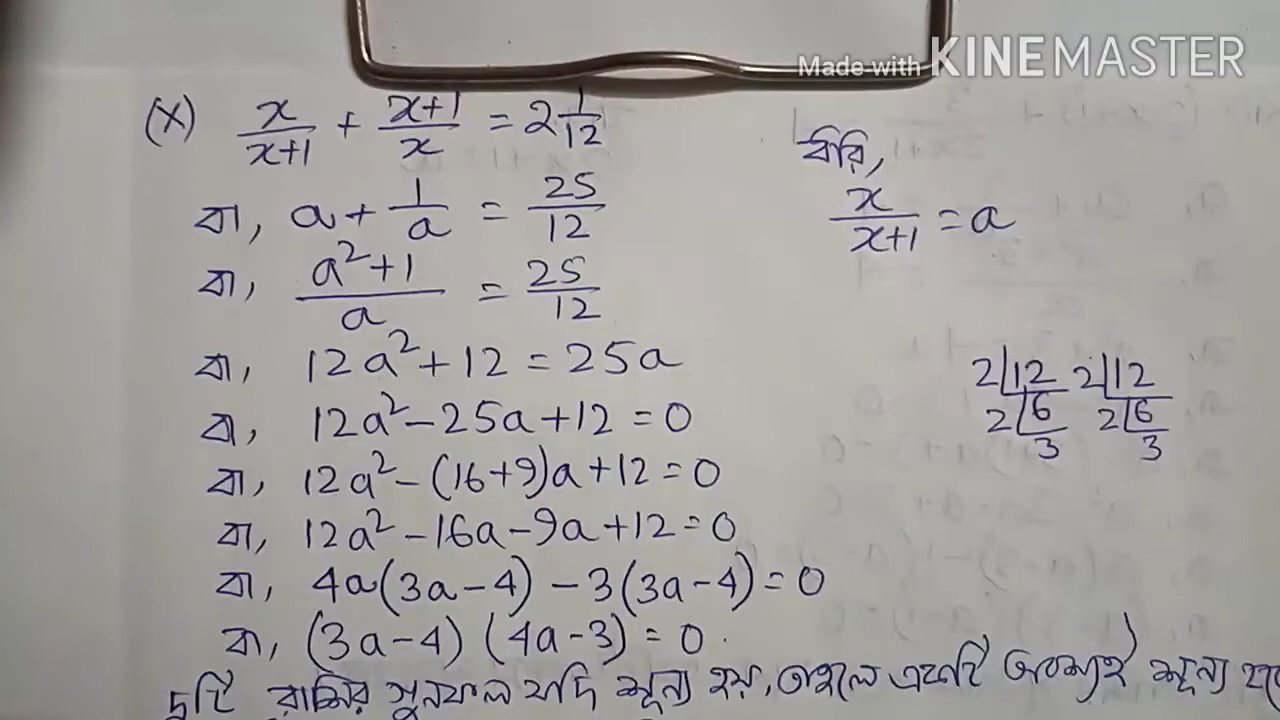 Made with KINEMASTER
(x) x/(x+1) + (x+1)/x = 2 1/12
ধরি,
x/(x+1) = a
বা, a + 1/a = 25/12
বা, (a²+1)/a = 25/12
বা, 12a² + 12 = 25a
2|12 2|12
2|6 2|6
3 3
বা, 12a² - 25a + 12 = 0
বা, 12a² - (16+9)a + 12 = 0
বা, 12a² - 16a - 9a + 12 = 0
বা, 4a(3a-4) - 3(3a-4) = 0
বা, (3a-4) (4a-3) = 0.
দুটি রাশির গুনফল যদি শূন্য হয়, তাহলে একটি অবশ্যই শূন্য হবে